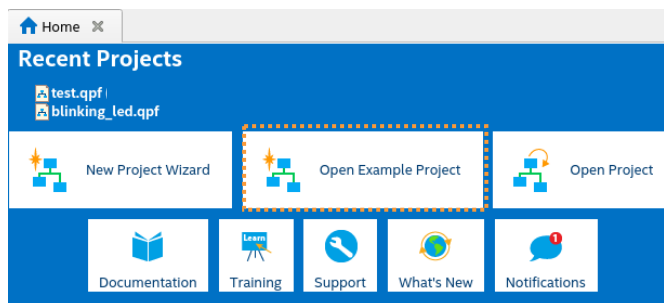 Home
Recent Projects
test.qpf
blinking_led.qpf
New Project Wizard
Open Example Project
Open Project
Learn
1
Documentation
Training
Support
What's New
Notifications